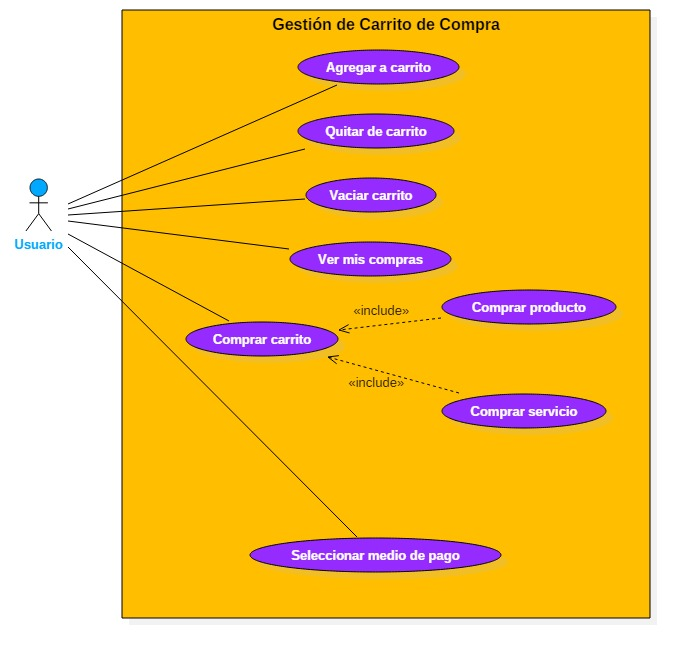 Gestión de Carrito de Compra
Agregar a carrito
Quitar de carrito
Vaciar carrito
Usuario
Ver mis compras
«include»
Comprar producto
Comprar carrito
«include»
Comprar servicio
Seleccionar medio de pago